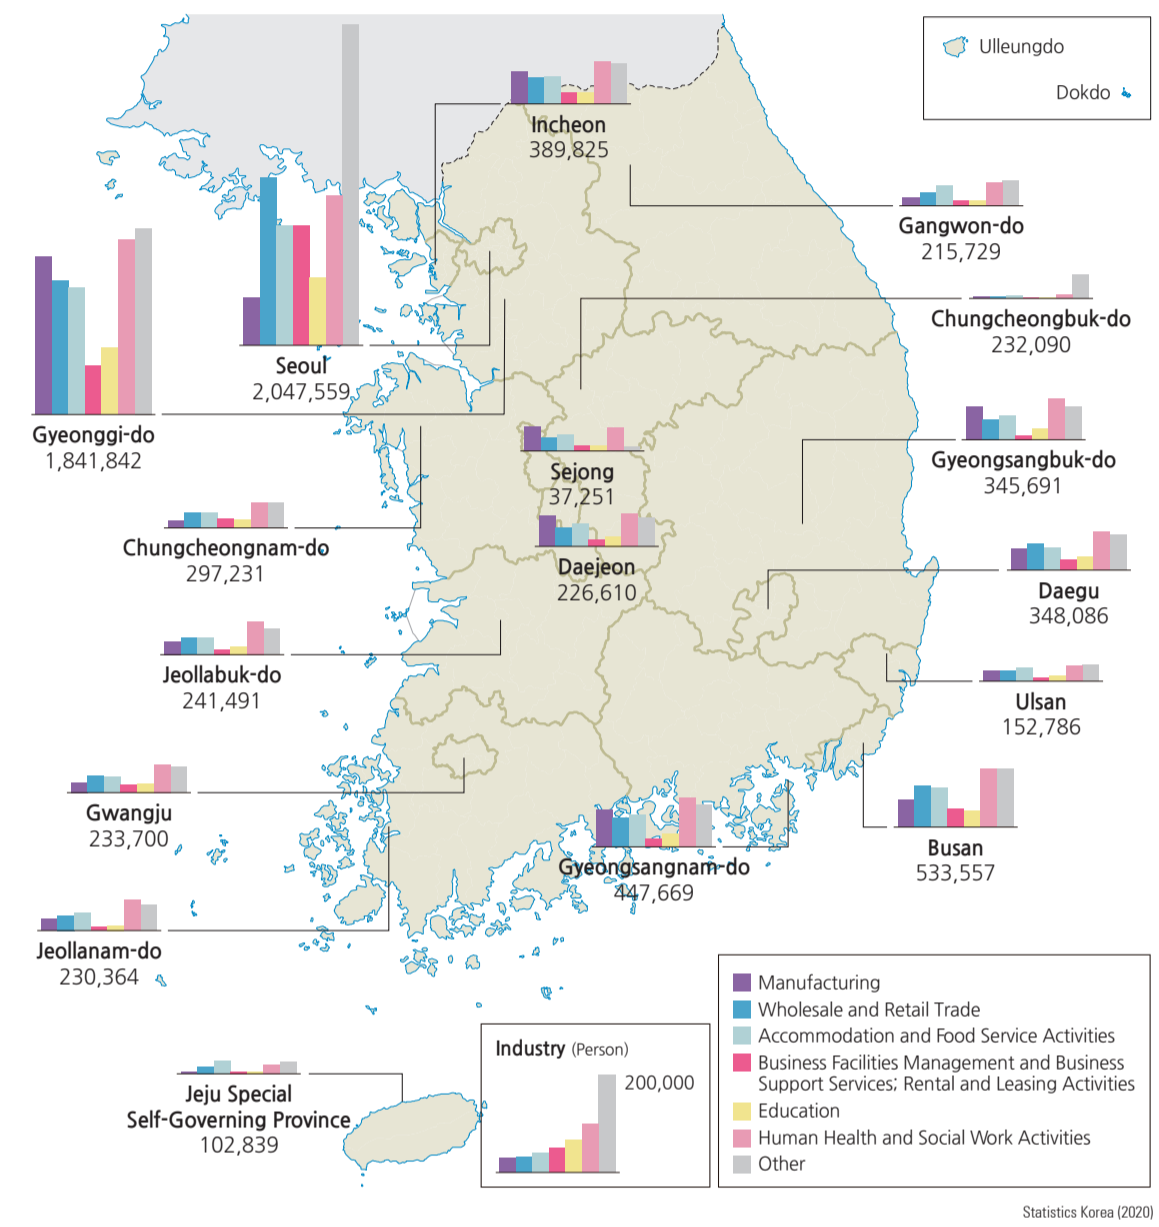 Ulleungdo
Dokdo
Incheon
389,825
Gangwon-do
215,729
Chungcheongbuk-do
232,090
Seoul
2,047,559
Gyeonggi-do
1,841,842
Gyeongsangbuk-do
345,691
Sejong
37,251
Chungcheongnam-do
297,231
Daejeon
226,610
Daegu
348,086
Jeollabuk-do
241,491
Ulsan
152,786
Gwangju
233,700
Busan
533,557
Gyeongsangnam-do
447,669
Jeollanam-do
230,364
Jeju Special
Self-Governing Province
102,839
Industry (Person)
200,000
Manufacturing
Wholesale and Retail Trade
Accommodation and Food Service Activities
Business Facilities Management and Business
Support Services; Rental and Leasing Activities
Education
Human Health and Social Work Activities
Other
Statistics Korea (2020)